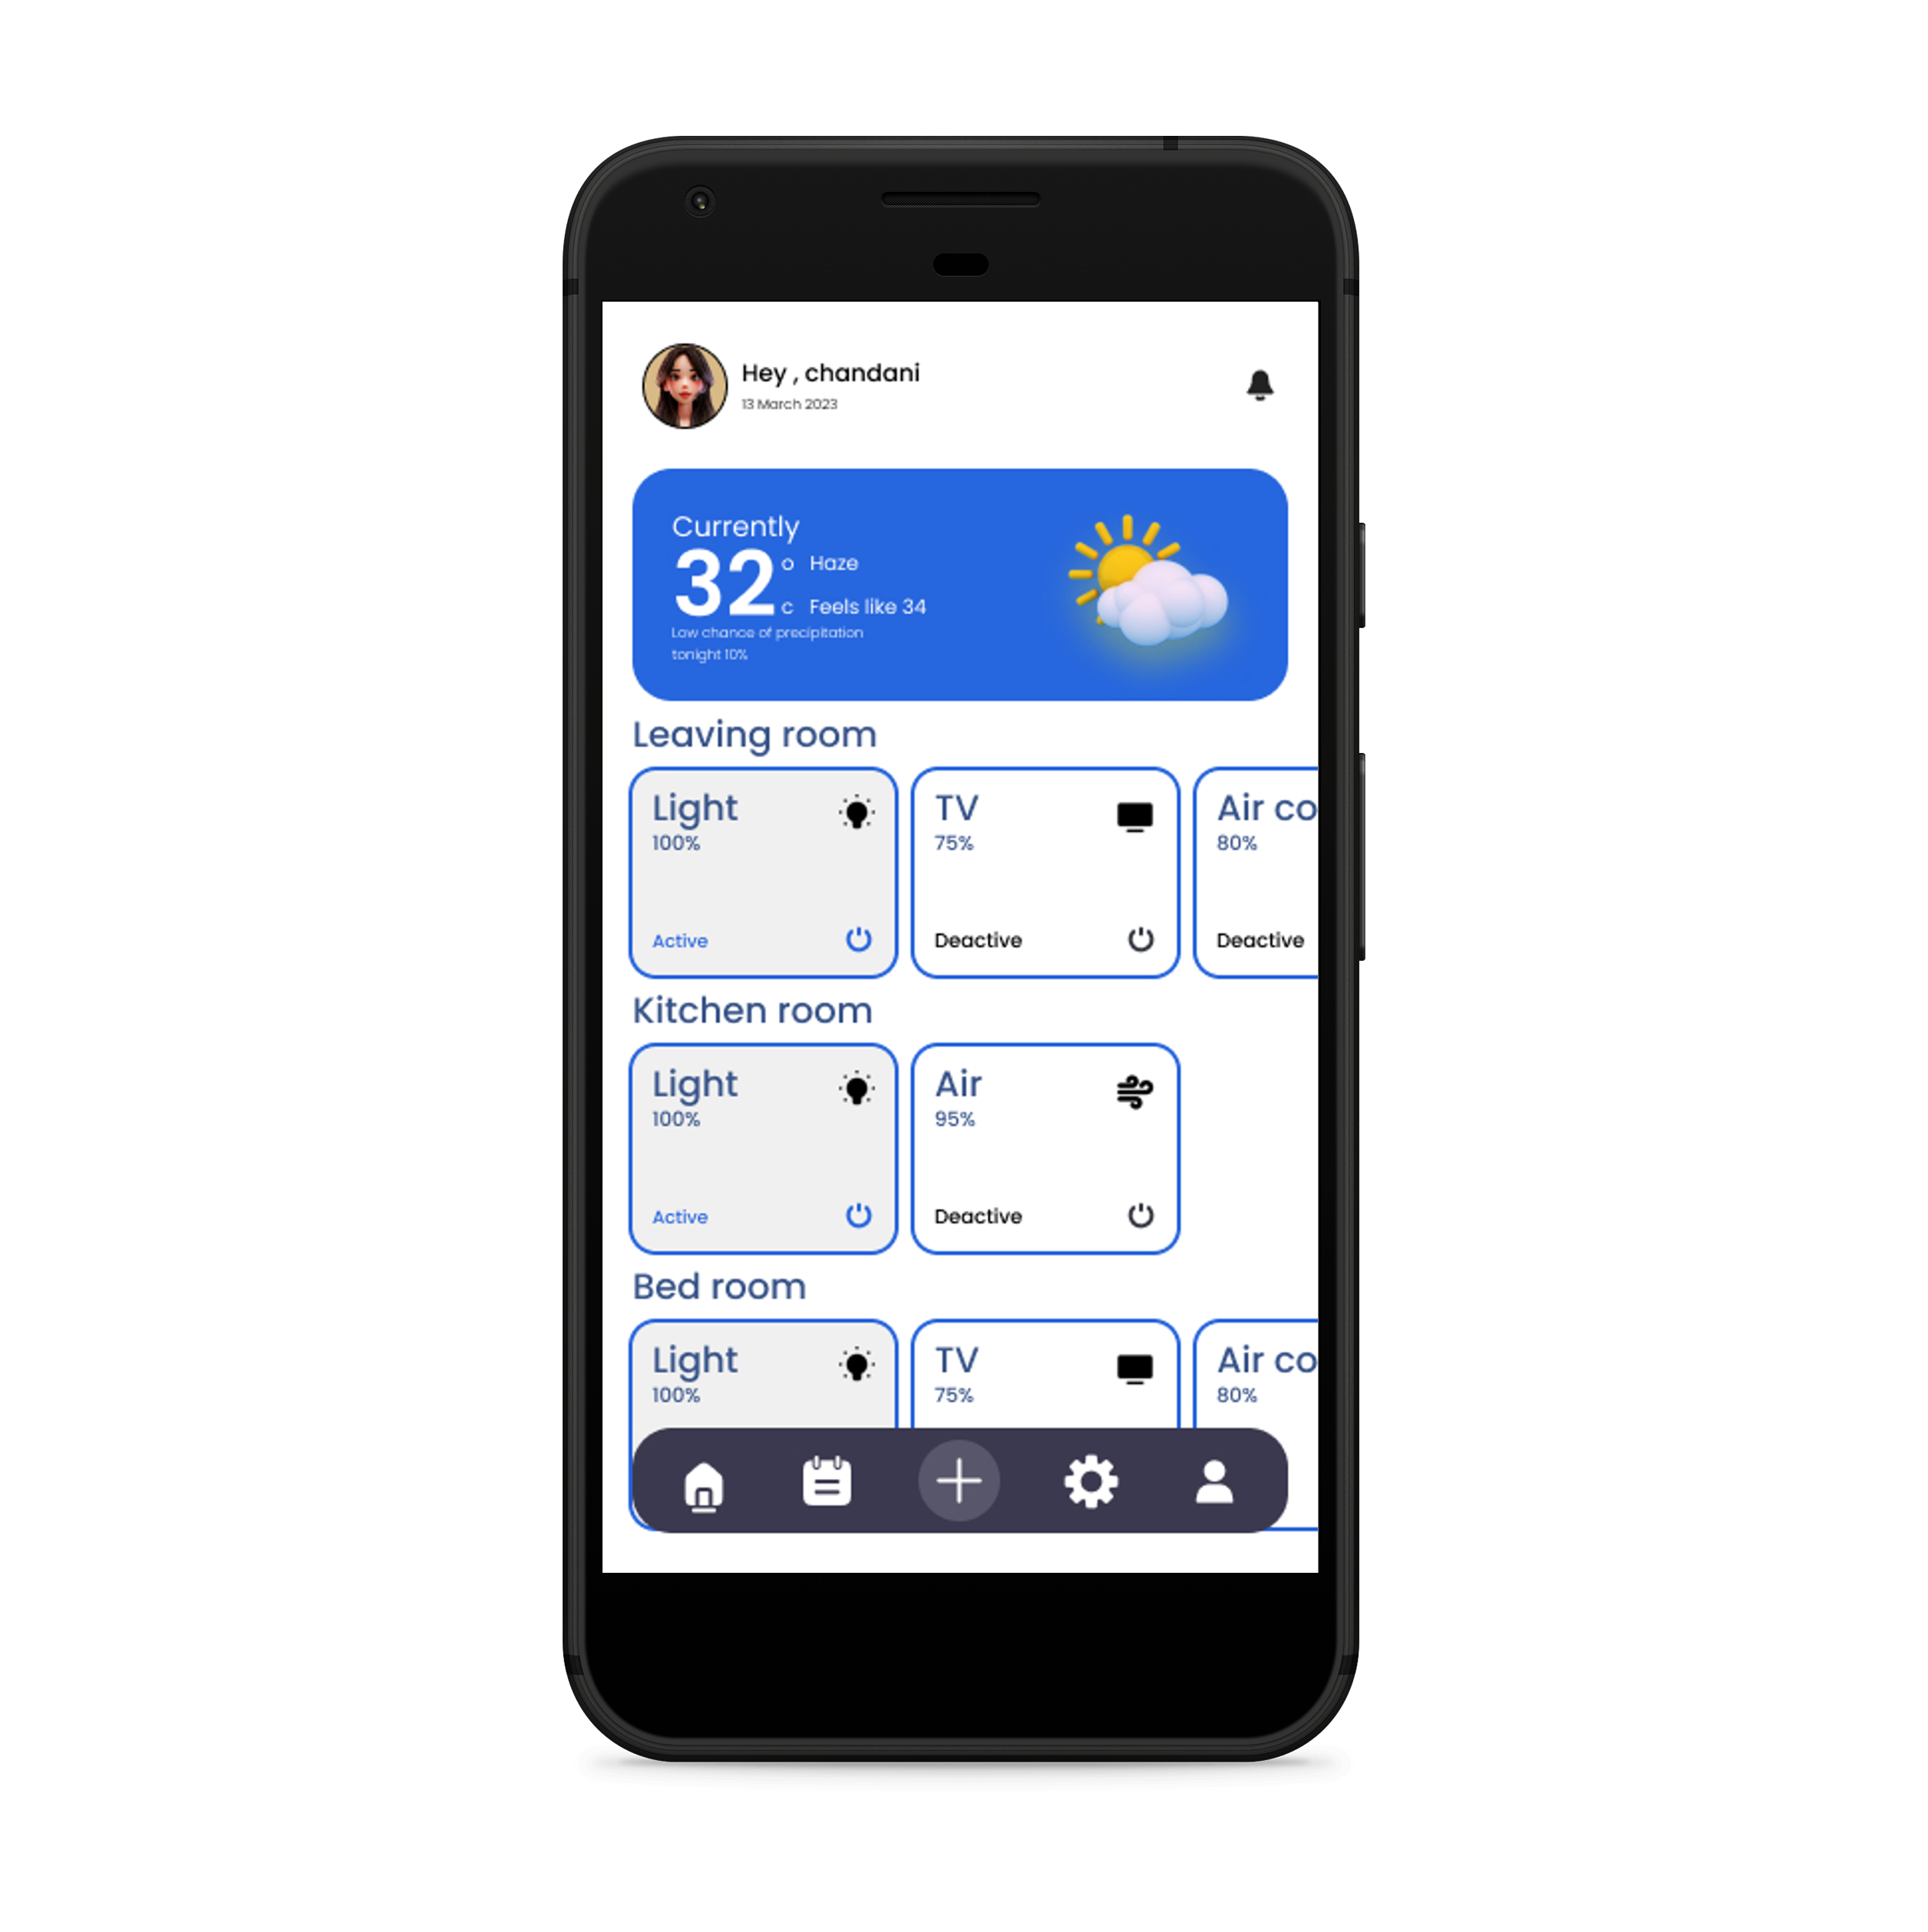 Hey , chandani
13 March 2023
Currently
32 ° Haze
c Feels like 34
Low chance of precipitation
tonight 10%
Leaving room
Light TV Air co
100% 75% 80%
Active Deactive Deactive
Kitchen room
Light Air
100% 95%
Active Deactive
Bed room
Light TV Air co
100% 75% 80%